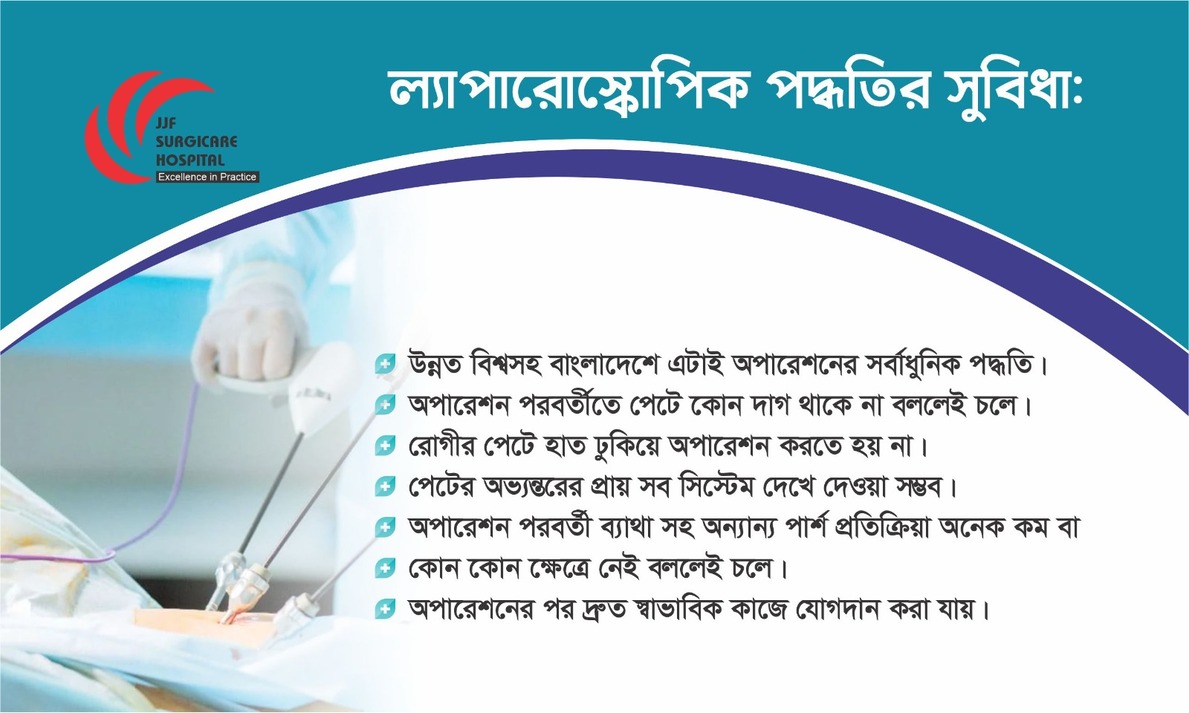 ল্যাপারোস্কোপিক পদ্ধতির সুবিধাঃ
JJF
SURGICARE
HOSPITAL
Excellence in Practice
উন্নত বিশ্বসহ বাংলাদেশে এটাই অপারেশনের সর্বাধুনিক পদ্ধতি।
অপারেশন পরবর্তীতে পেটে কোন দাগ থাকে না বললেই চলে।
রোগীর পেটে হাত ঢুকিয়ে অপারেশন করতে হয় না।
পেটের অভ্যন্তরের প্রায় সব সিস্টেম দেখে দেওয়া সম্ভব।
অপারেশন পরবর্তী ব্যাথা সহ অন্যান্য পার্শ প্রতিক্রিয়া অনেক কম বা
কোন কোন ক্ষেত্রে নেই বললেই চলে।
অপারেশনের পর দ্রুত স্বাভাবিক কাজে যোগদান করা যায়।